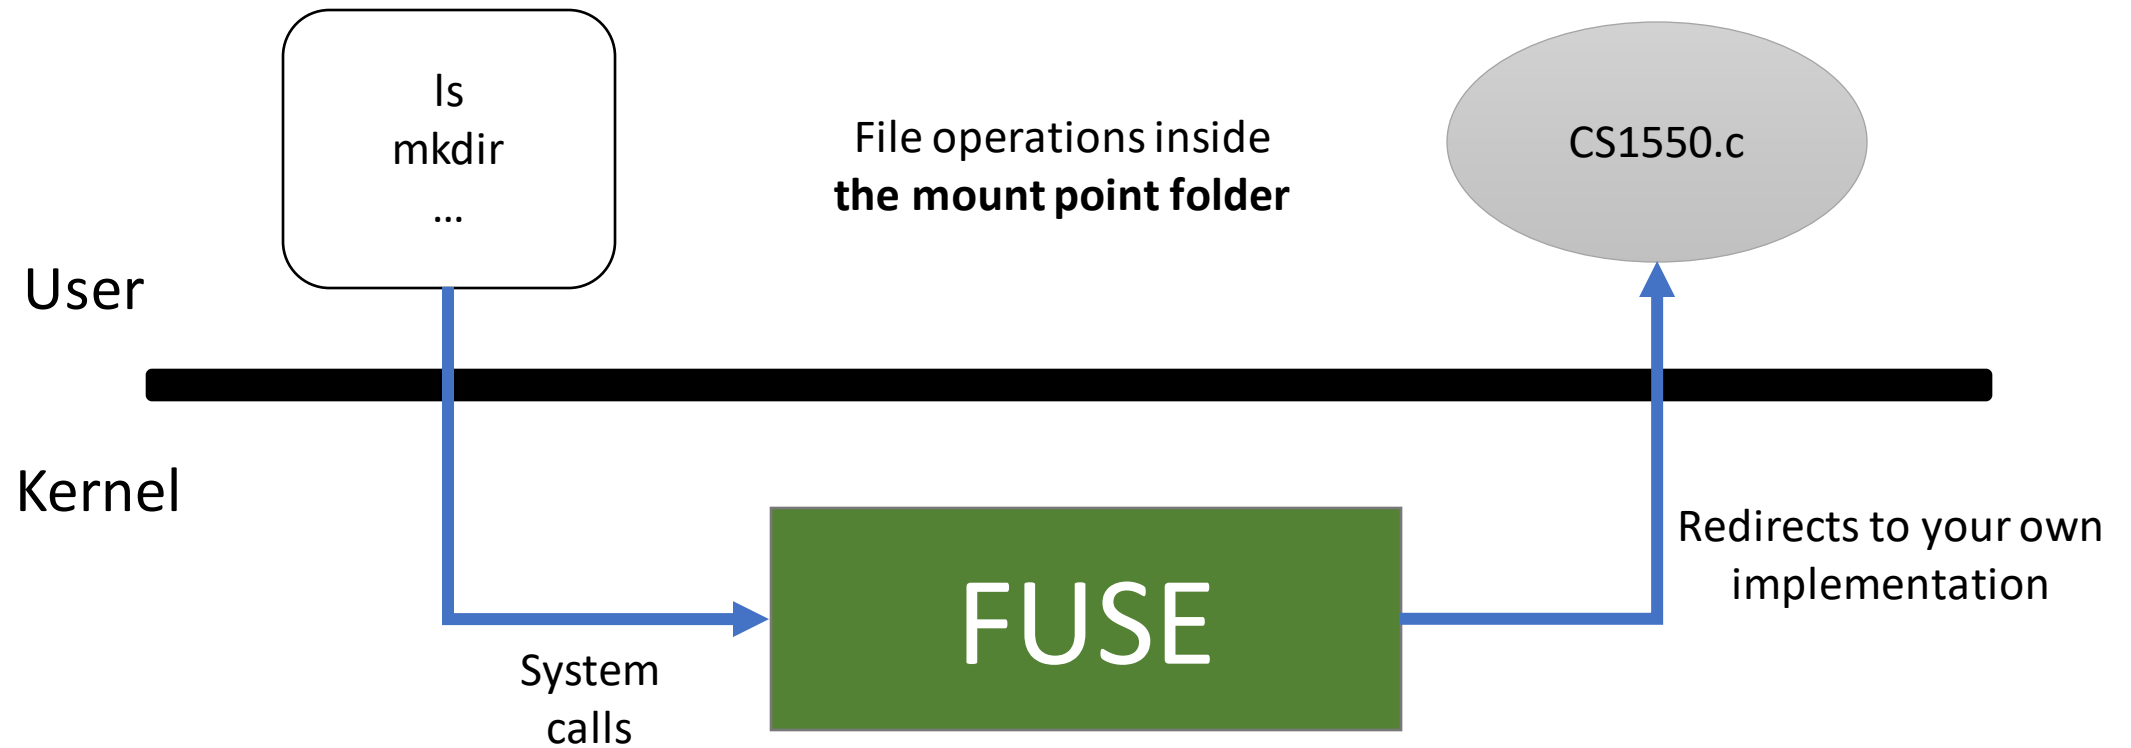 ls
mkdir
...
File operations inside
the mount point folder
CS1550.c
User
Kernel
FUSE
System
calls
Redirects to your own
implementation